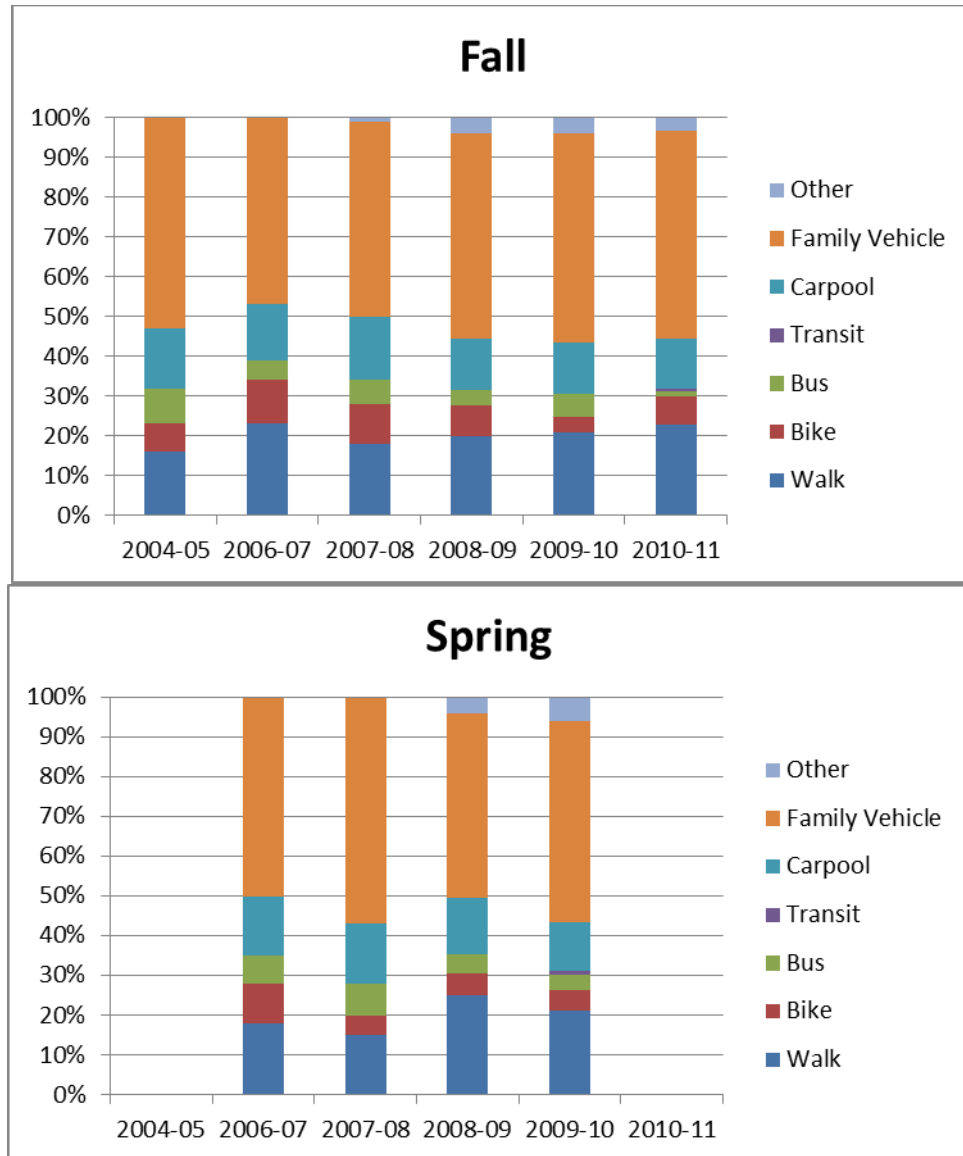 Fall
100%
90%
80%
70%
60%
50%
40%
30%
20%
10%
0%
2004-05 2006-07 2007-08 2008-09 2009-10 2010-11
Other
Family Vehicle
Carpool
Transit
Bus
Bike
Walk
Spring
100%
90%
80%
70%
60%
50%
40%
30%
20%
10%
0%
2004-05 2006-07 2007-08 2008-09 2009-10 2010-11
Other
Family Vehicle
Carpool
Transit
Bus
Bike
Walk